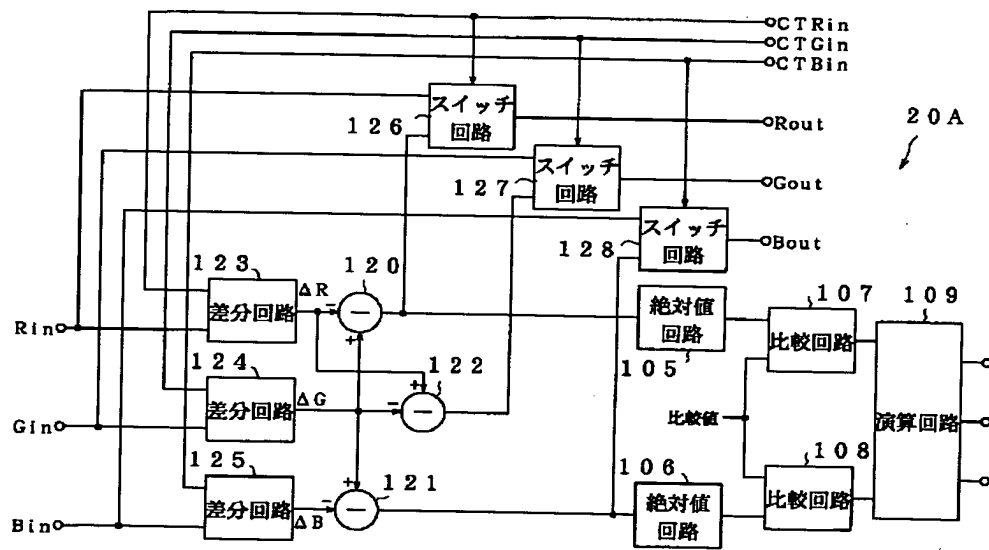 CTRin
CTGin
CTBin
スイッチ
回路
126
Rout
20A
スイッチ
回路
127
Gout
スイッチ
回路
128
Bout
123
差分回路
ΔR
-
120
−
+
Rin
絶対値
回路
105
107
比較回路
109
演算回路
124
差分回路
ΔG
122
+
-
−
Gin
比較値
125
差分回路
ΔB
+
-
−
121
Bin
106
絶対値
回路
108
比較回路